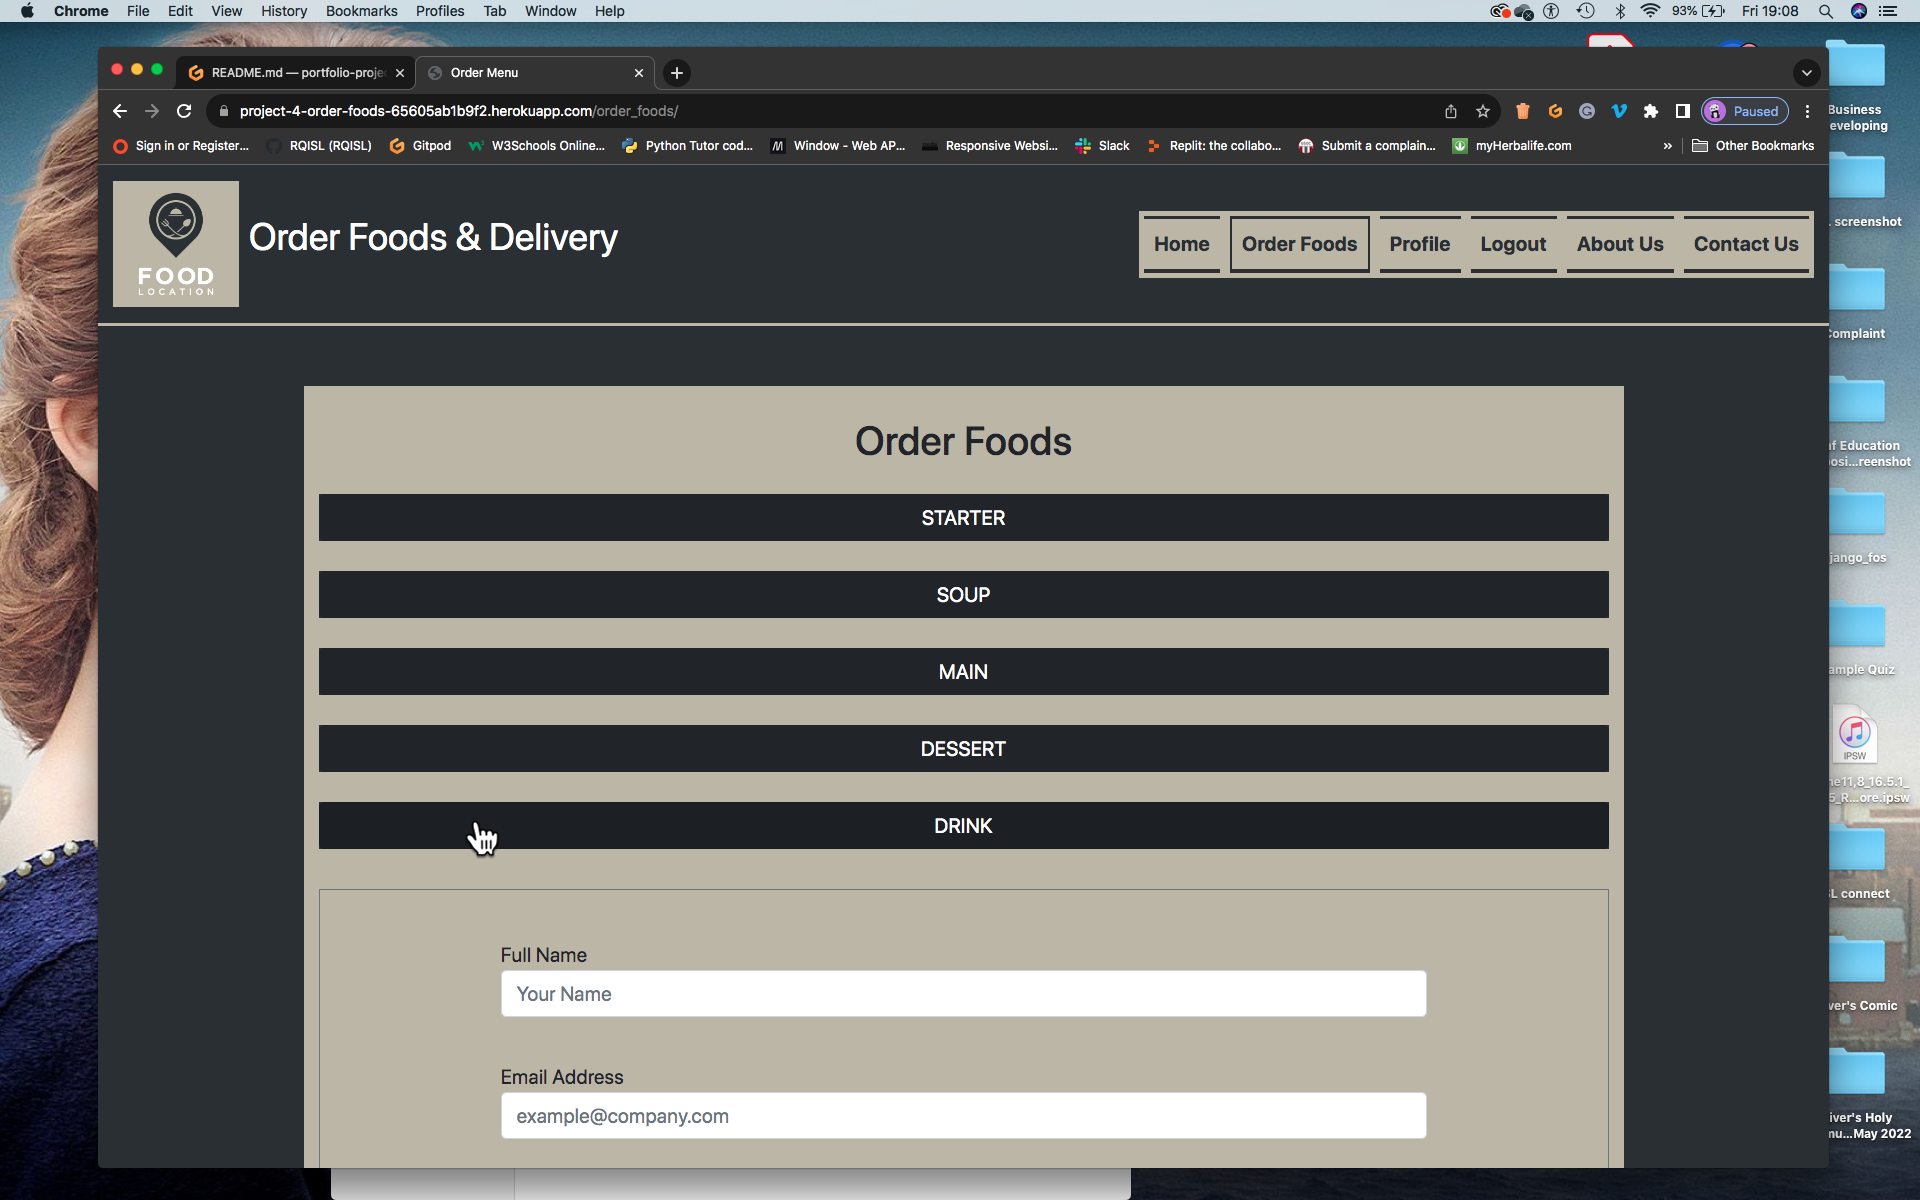 Chrome File Edit View History Bookmarks Profiles Tab Window Help 93% Fri 19:08
README.md — portfolio-proje Order Menu
project-4-order-foods-65605ab1b9f2.herokuapp.com/order_foods/ Paused
Sign in or Register... RQISL (RQISL) Gitpod W3Schools Online... Python Tutor cod... Window - Web AP... Responsive Websi... Slack Replit: the collabo... Submit a complain... myHerbalife.com » Other Bookmarks
FOOD
LOCATION
Order Foods & Delivery
Home Order Foods Profile Logout About Us Contact Us
Order Foods
STARTER
SOUP
MAIN
DESSERT
DRINK
Full Name
Your Name
Email Address
example@company.com
Business
eveloping
screenshot
omplaint
Education
osi...reenshot
jango_fos
ample Quiz
IPSW
ne11,8_16.5.1_
5_R...ore.ipsw
L connect
ver's Comic
iver's Holy
mu...May 2022